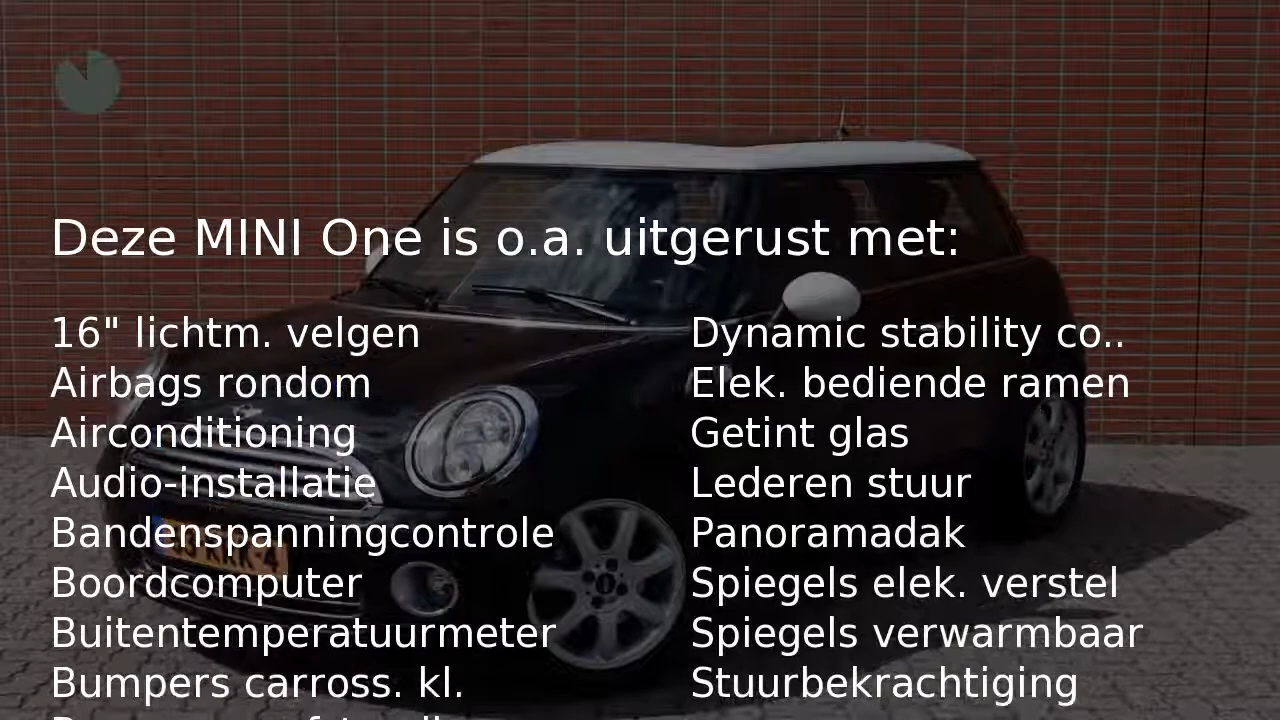 Deze MINI One is o.a. uitgerust met:
16" lichtm. velgen
Airbags rondom
Airconditioning
Audio-installatie
Bandenspanningcontrole
Boordcomputer
Buitentemperatuurmeter
Bumpers carross. kl.
Dynamic stability co..
Elek. bediende ramen
Getint glas
Lederen stuur
Panoramadak
Spiegels elek. verstel
Spiegels verwarmbaar
Stuurbekrachtiging